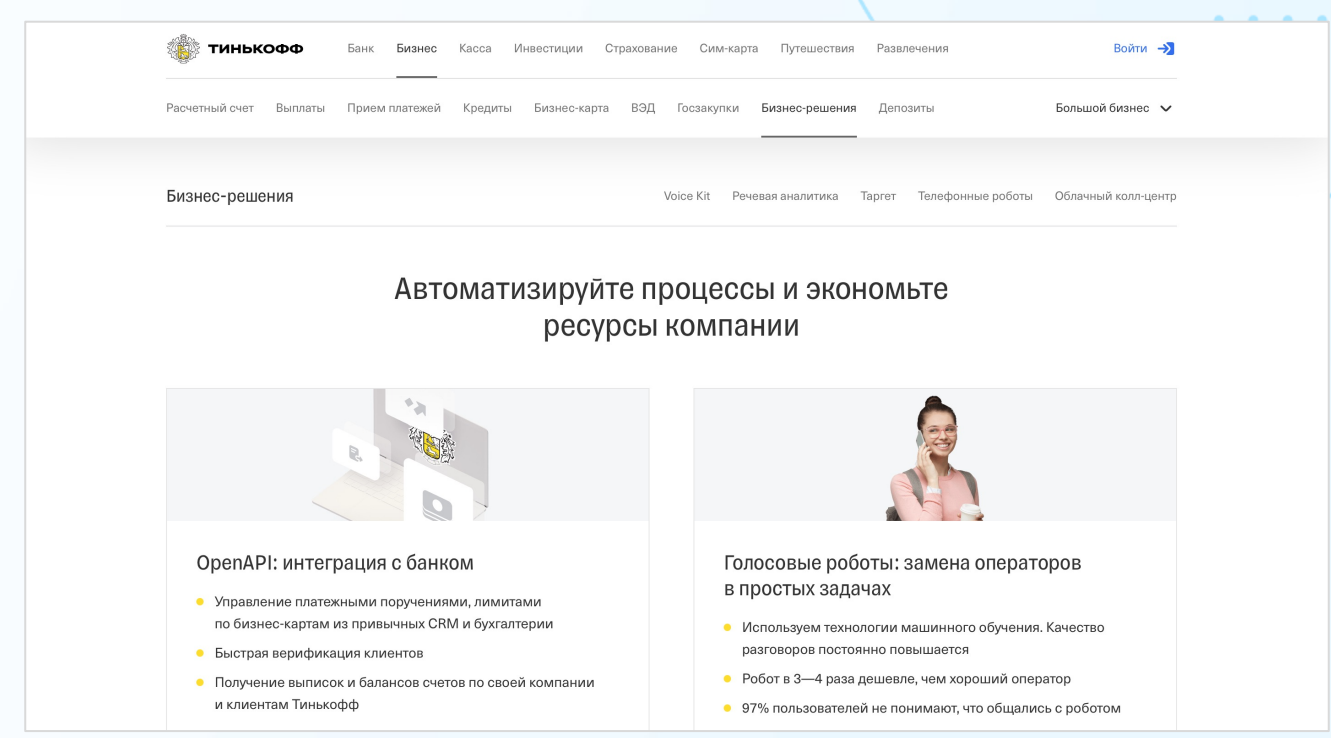 ТИНЬКОФФ Банк Бизнес Касса Инвестиции Страхование Сим-карта Путешествия Развлечения Войти
Расчетный счет Выплаты Прием платежей Кредиты Бизнес-карта ВЭД Госзакупки Бизнес-решения Депозиты Большой бизнес
Бизнес-решения Voice Kit Речевая аналитика Таргет Телефонные роботы Облачный колл-центр
Автоматизируйте процессы и экономьте
ресурсы компании
OpenAPI: интеграция с банком
Управление платежными поручениями, лимитами
по бизнес-картам из привычных CRM и бухгалтерии
Быстрая верификация клиентов
Получение выписок и балансов счетов по своей компании
и клиентам Тинькофф
Голосовые роботы: замена операторов
в простых задачах
Используем технологии машинного обучения. Качество
разговоров постоянно повышается
Робот в 3—4 раза дешевле, чем хороший оператор
97% пользователей не понимают, что общались с роботом